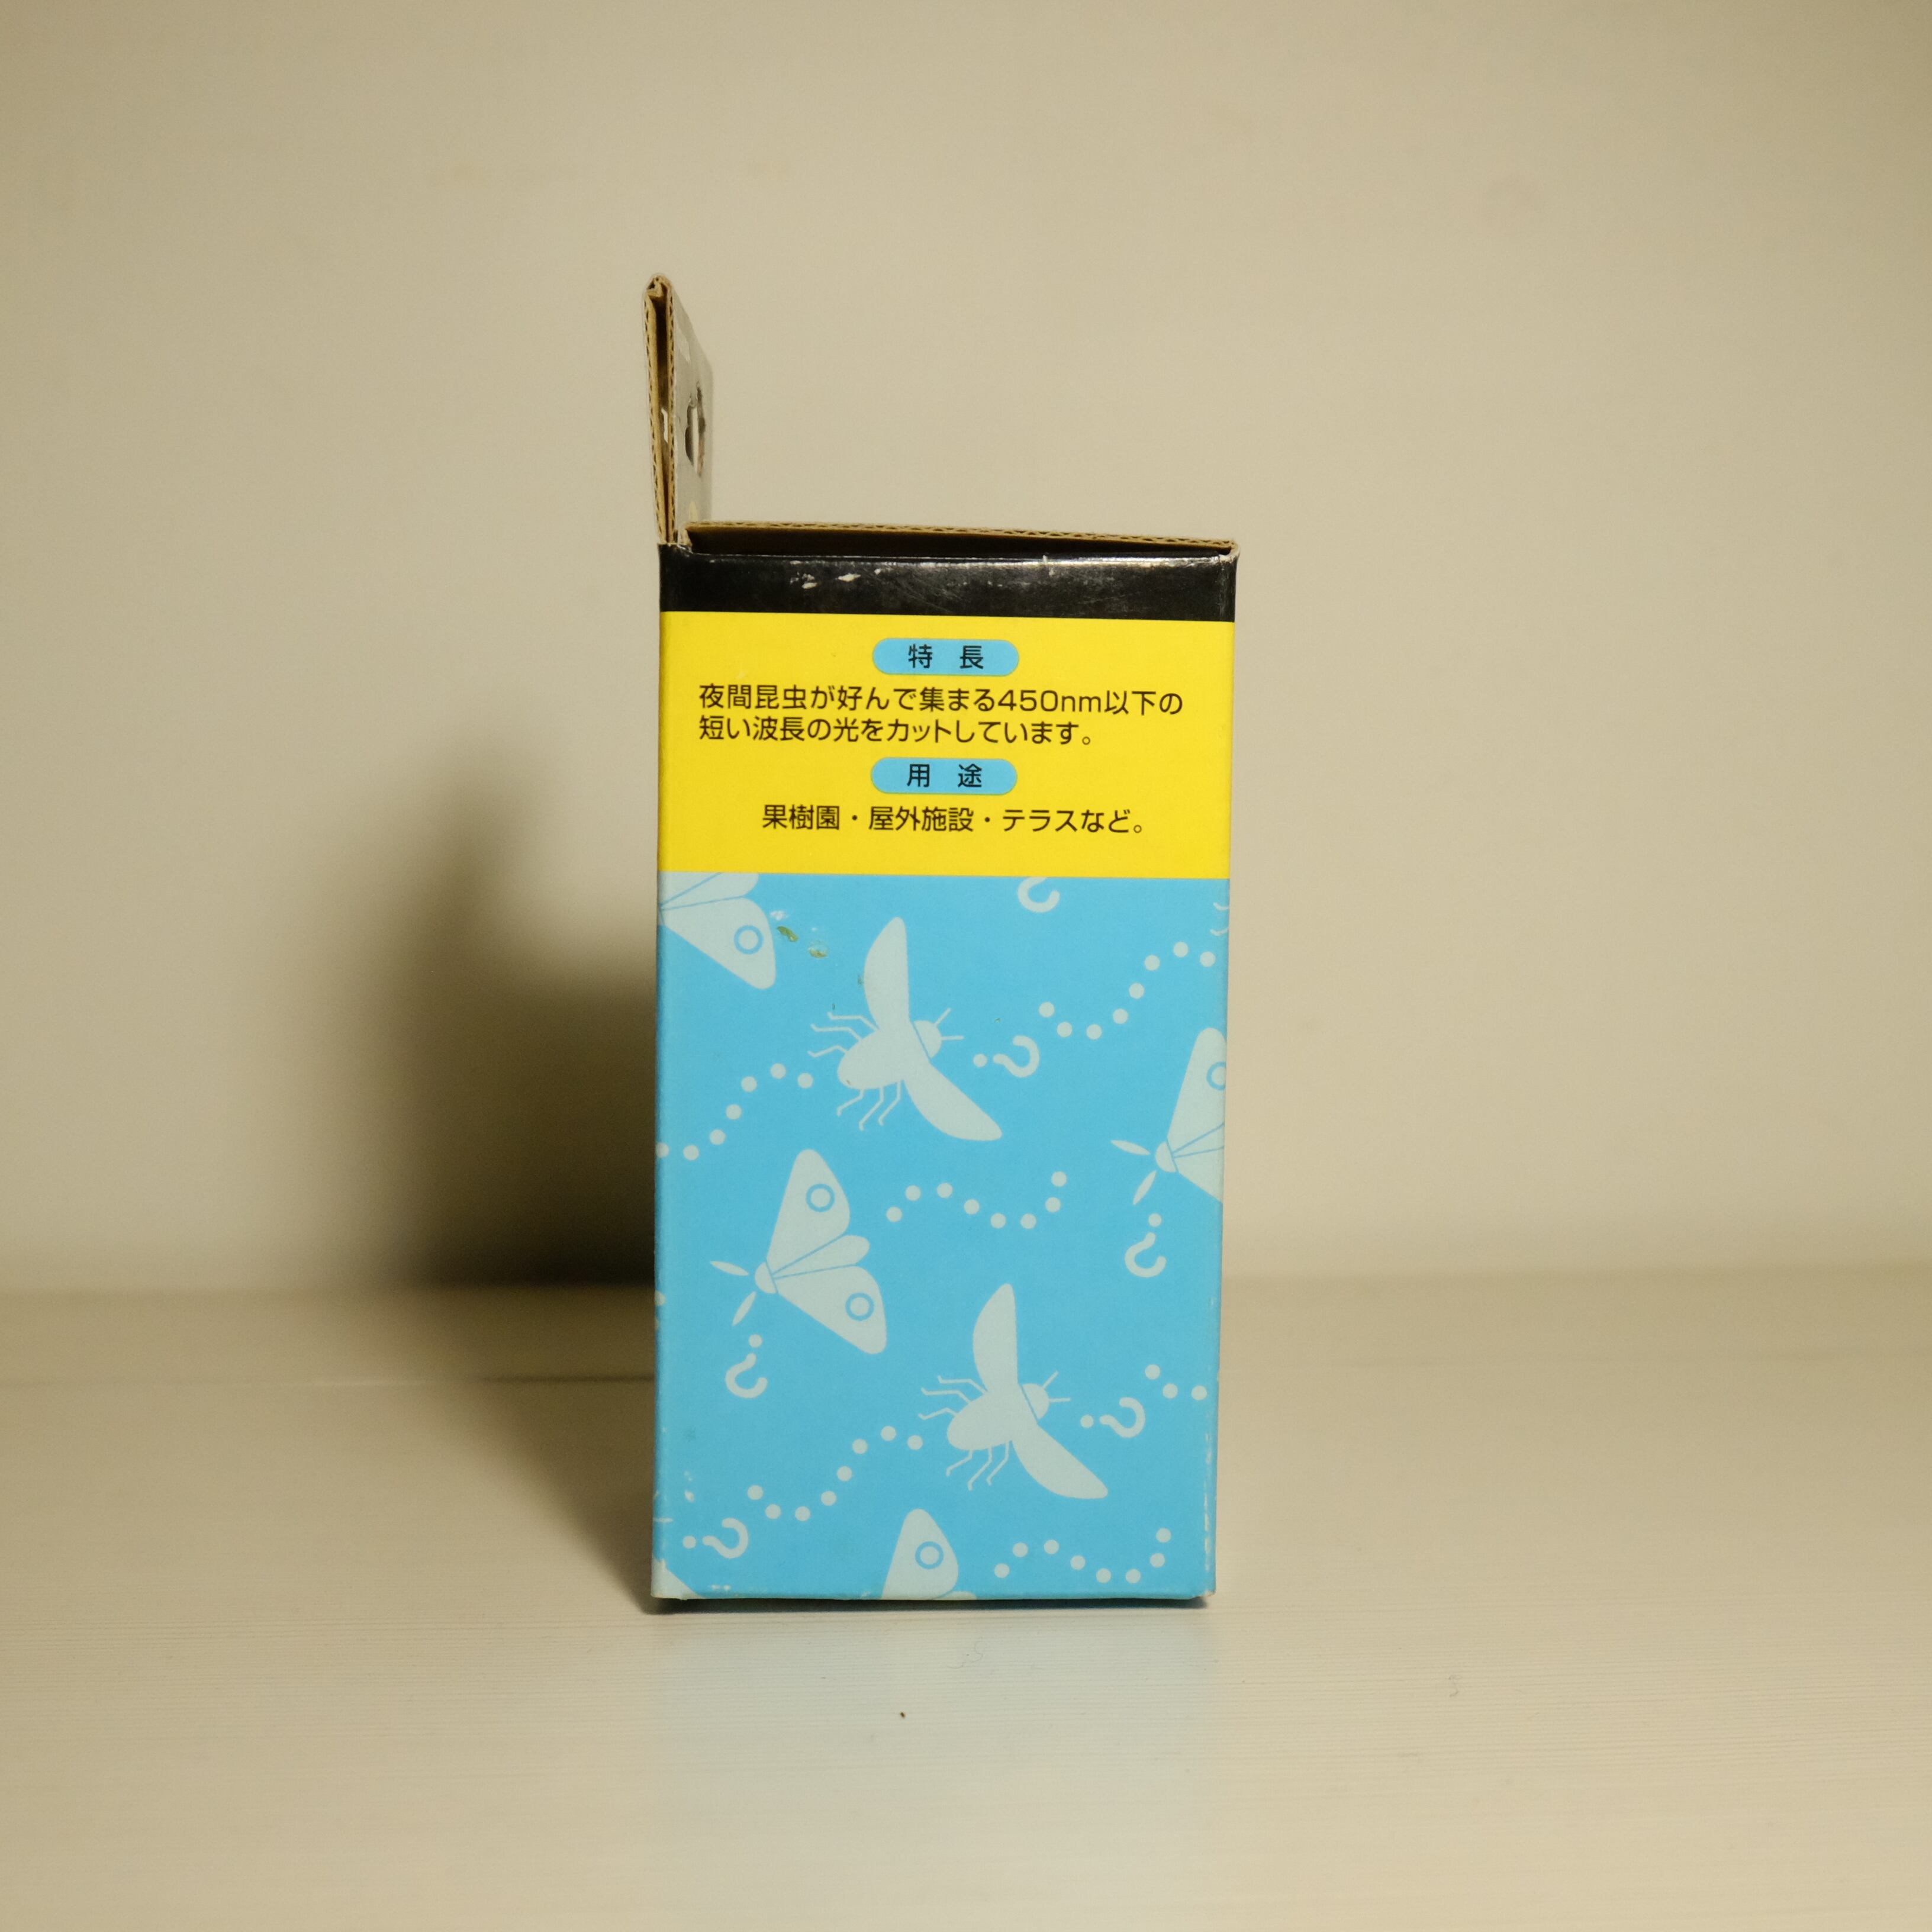 特 長
夜間昆虫が好んで集まる450nm以下の
短い波長の光をカットしています。
用 途
果樹園・屋外施設・テラスなど。